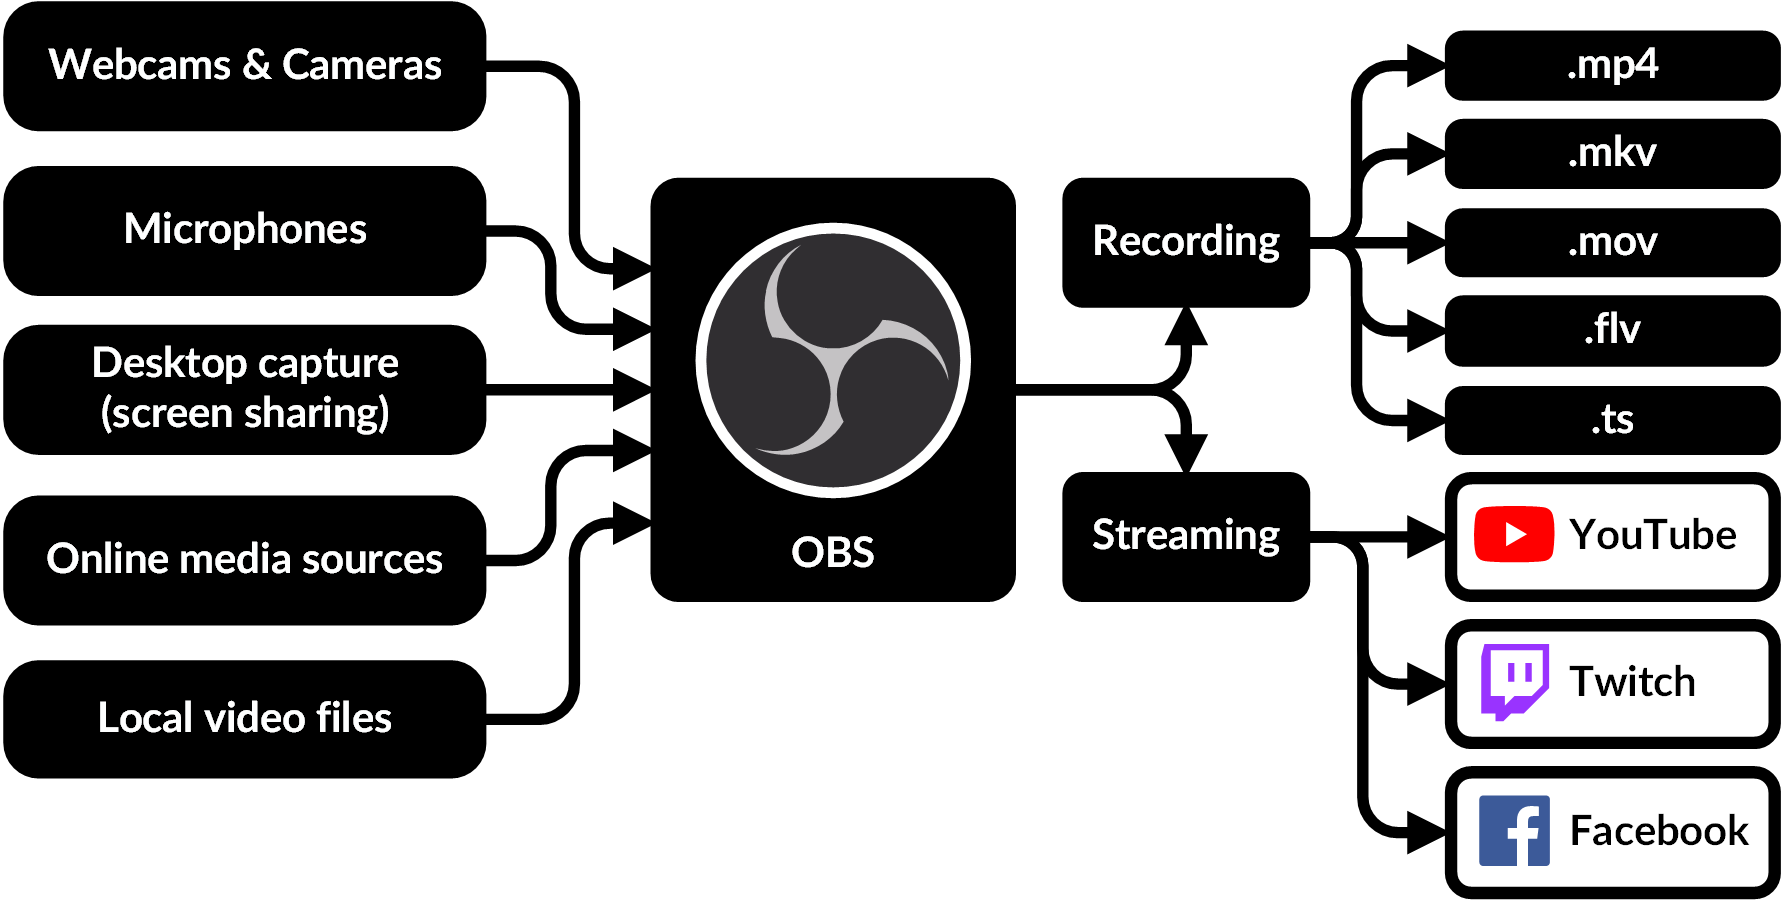 Webcams & Cameras
Microphones
Desktop capture
(screen sharing)
Online media sources
Local video files
OBS
Recording
Streaming
.mp4
.mkv
.mov
.flv
.ts
YouTube
Twitch
Facebook